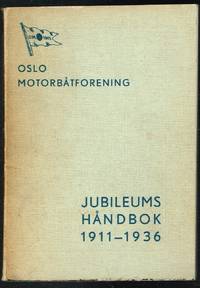 OSLO
MOTORBÅTFORENING
JUBILEUMS
HÅNDBOK
1911-1936